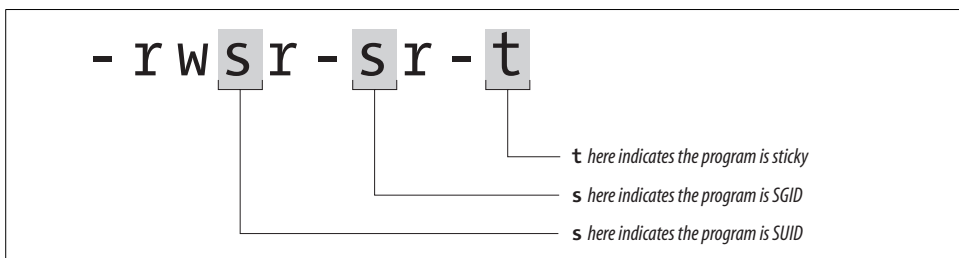 -rwsr-sr-t
t here indicates the program is sticky
s here indicates the program is SGID
s here indicates the program is SUID